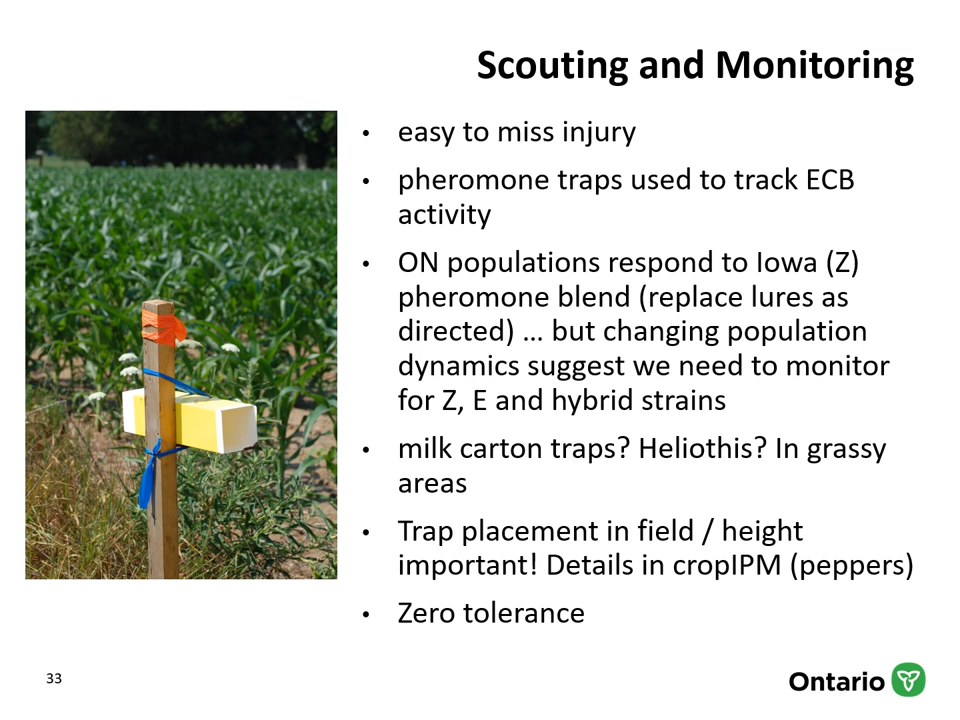 Scouting and Monitoring
• easy to miss injury
• pheromone traps used to track ECB
activity
• ON populations respond to Iowa (Z)
pheromone blend (replace lures as
directed) … but changing population
dynamics suggest we need to monitor
for Z, E and hybrid strains
• milk carton traps? Heliothis? In grassy
areas
• Trap placement in field / height
important! Details in cropIPM (peppers)
• Zero tolerance
33
Ontario